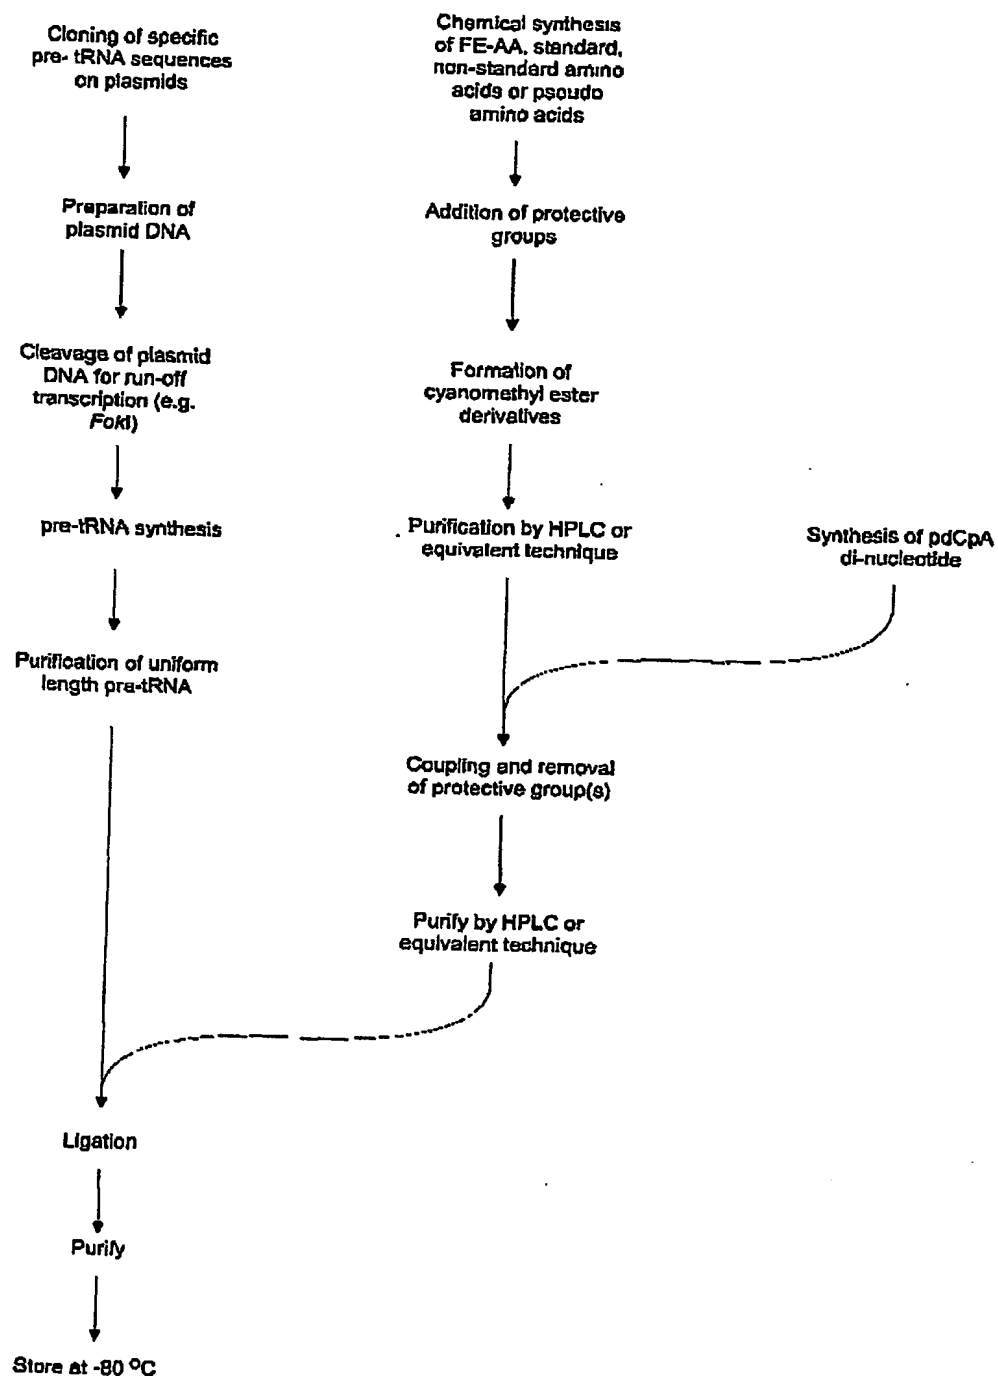 Cloning of specific
pre- tRNA sequences
on plasmids
Preparation of
plasmid DNA
Cleavage of plasmid
DNA for run-off
transcription (e.g.
FokI)
pre-tRNA synthesis
Purification of uniform
length pre-tRNA
Chemical synthesis
of FE-AA, standard,
non-standard amino
acids or pseudo
amino acids
Addition of protective
groups
Formation of
cyanomethyl ester
derivatives
Purification by HPLC or
equivalent technique
Synthesis of pdCpA
di-nucleotide
Coupling and removal
of protective group(s)
Purify by HPLC or
equivalent technique
Ligation
Purify
Store at -80 °C